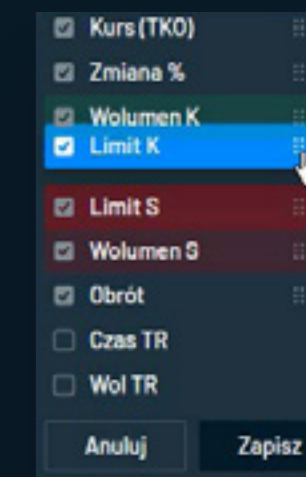 Kurs (TKO)
Zmiana %
Wolumen K
Limit K
Limit S
Wolumen S
Obrót
Czas TR
Wol TR
Anuluj Zapisz